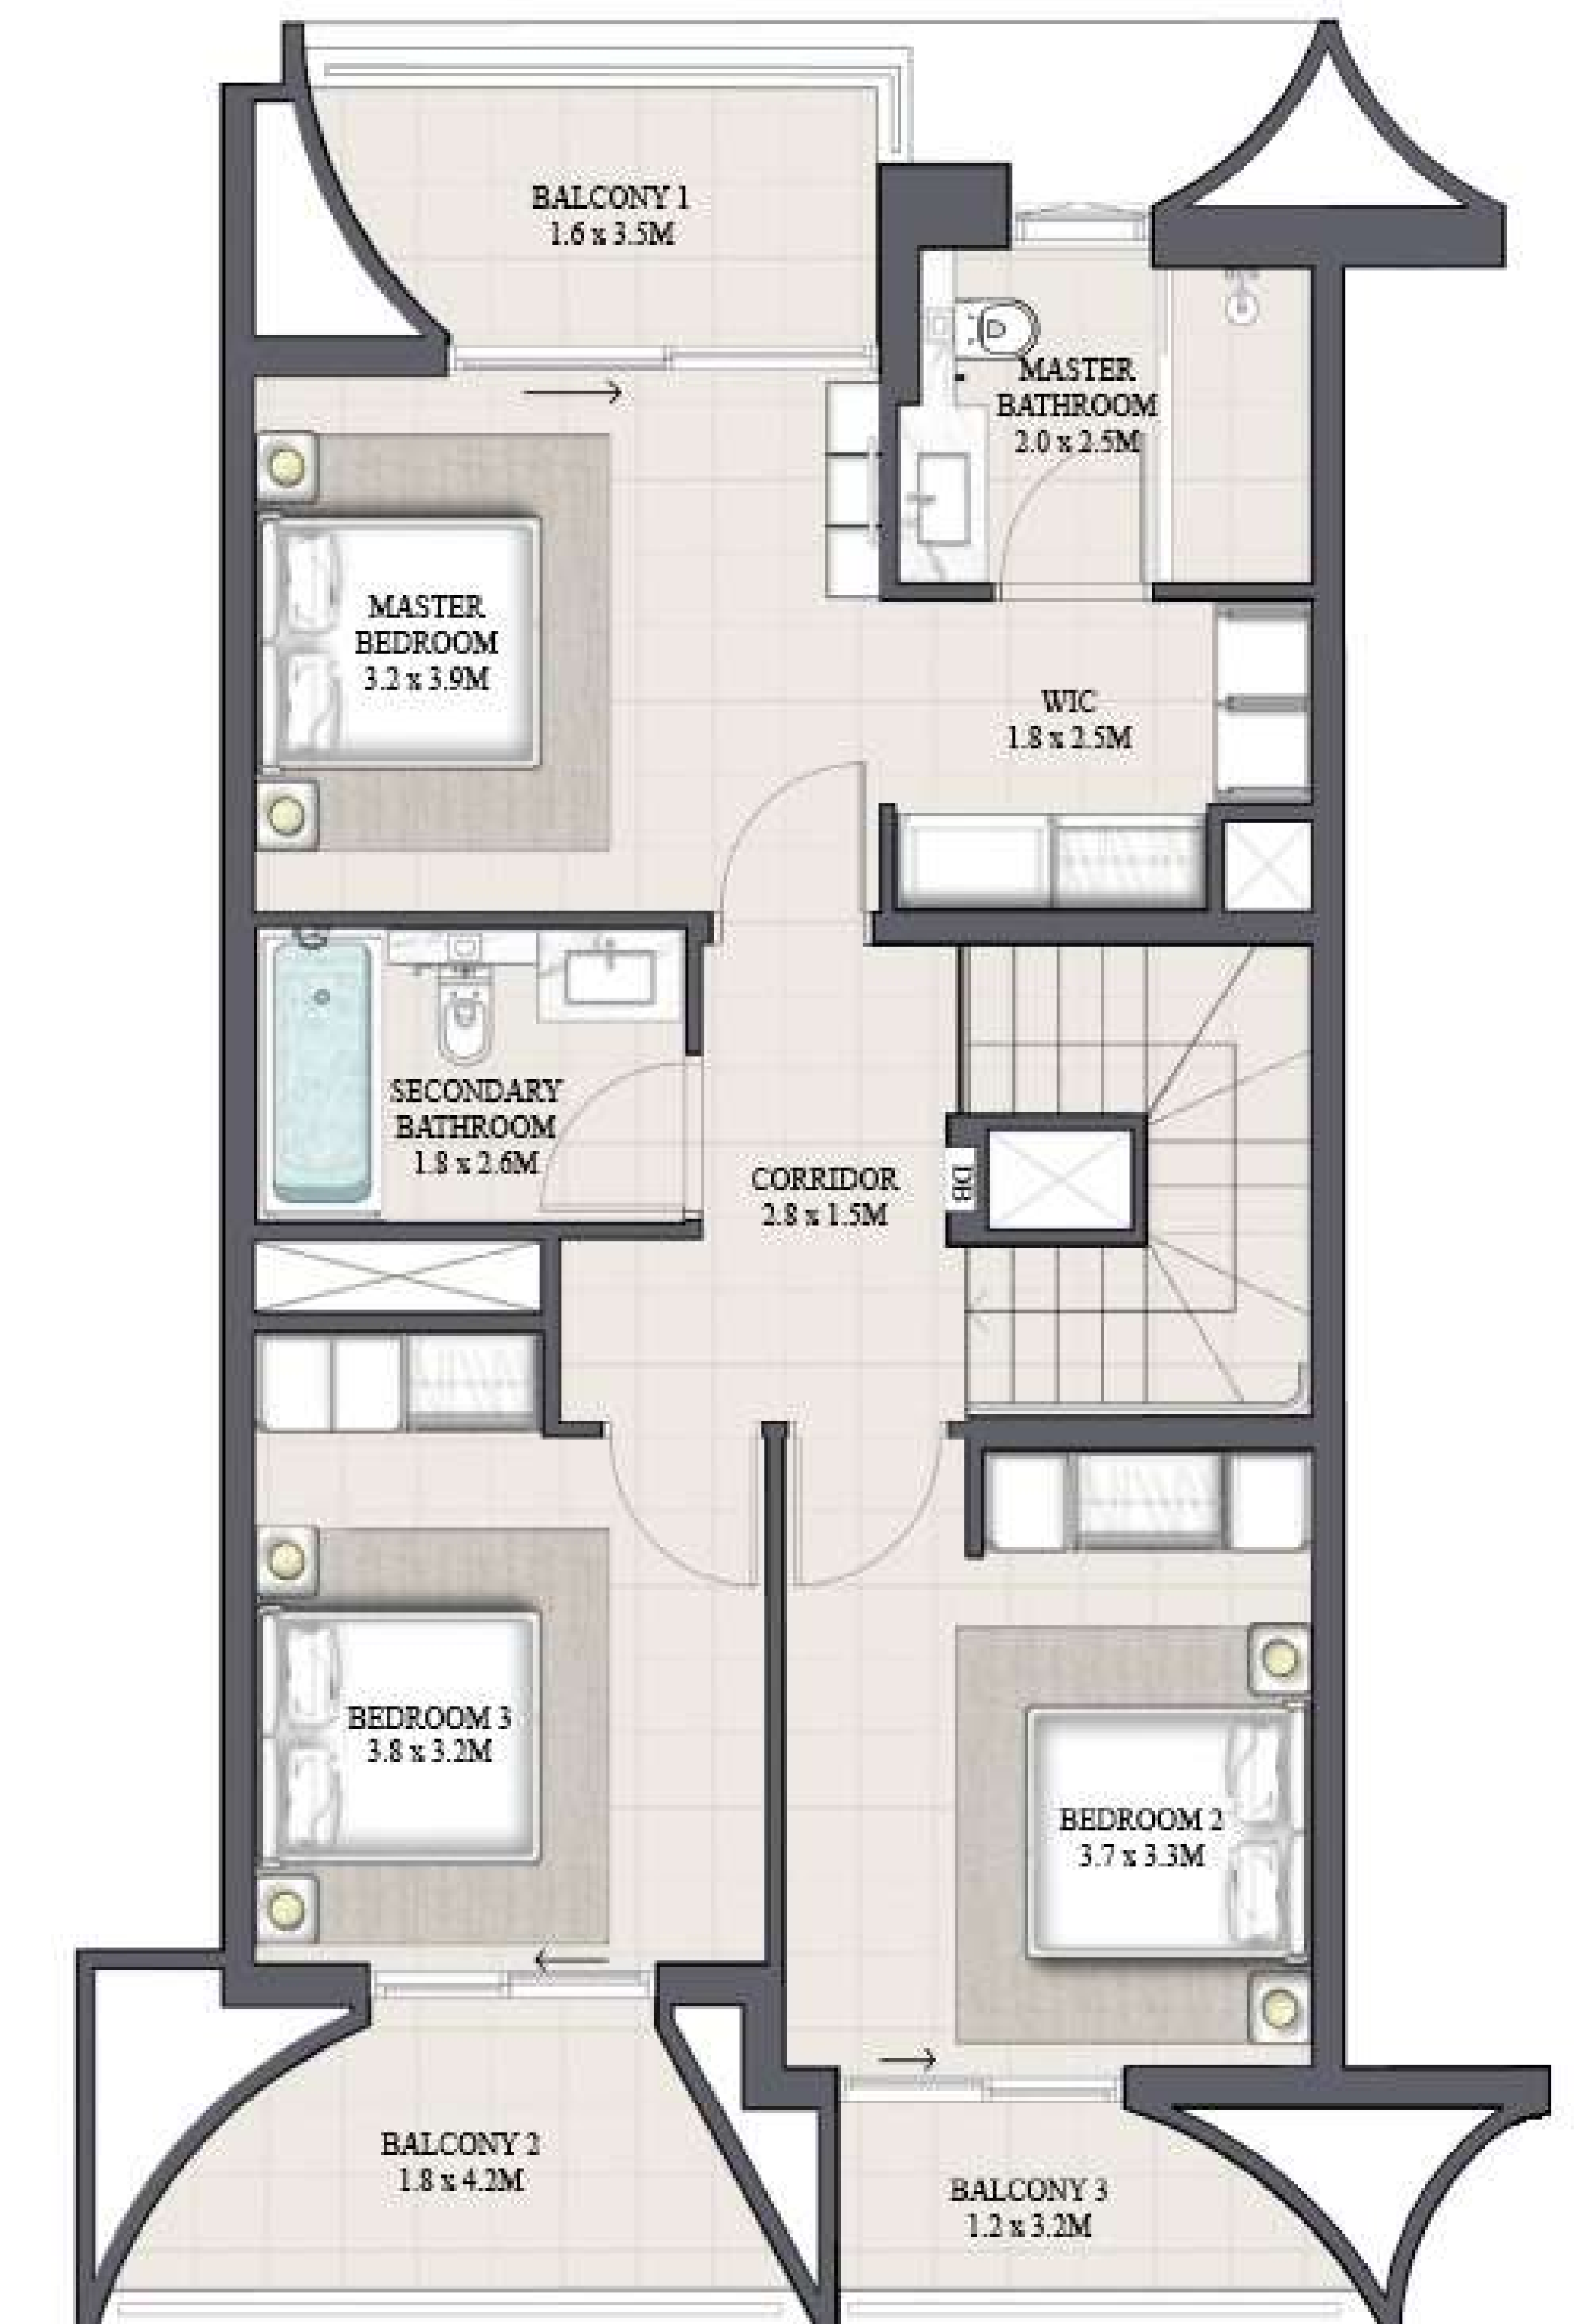 BALCONY 1
1.6 x 3.5M
MASTER
BATHROOM
2.0 x 2.5M
MASTER
BEDROOM
3.2 x 3.9M
WIC
1.8 x 2.5M
SECONDARY
BATHROOM
1.8 x 2.6M
CORRIDOR
2.8 x 1.5M
DB
BEDROOM 3
3.8 x 3.2M
BEDROOM 2
3.7 x 3.3M
BALCONY 2
1.8 x 4.2M
BALCONY 3
1.2 x 3.2M